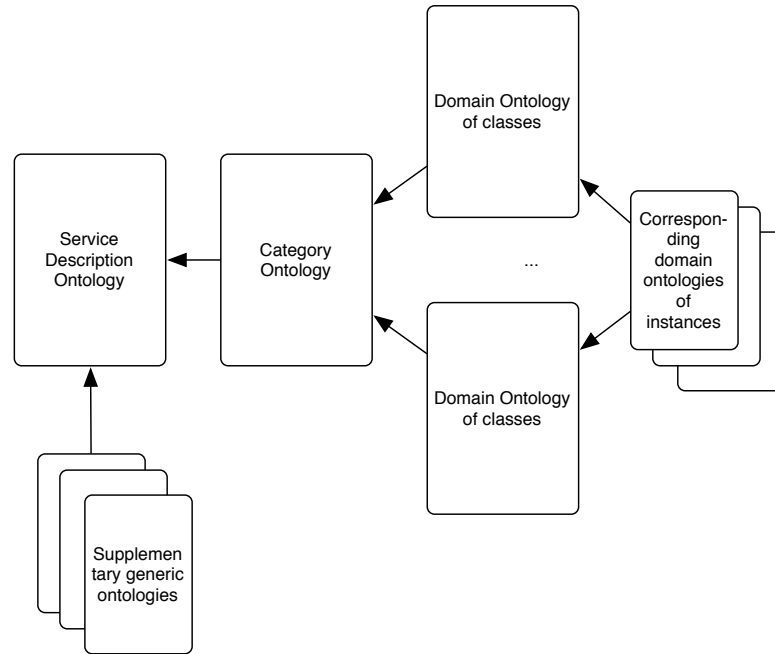 Domain Ontology
of classes
Service
Description
Ontology
Category
Ontology
...
Correspon-
ding
domain
ontologies
of
instances
Domain Ontology
of classes
Supplemen
tary generic
ontologies